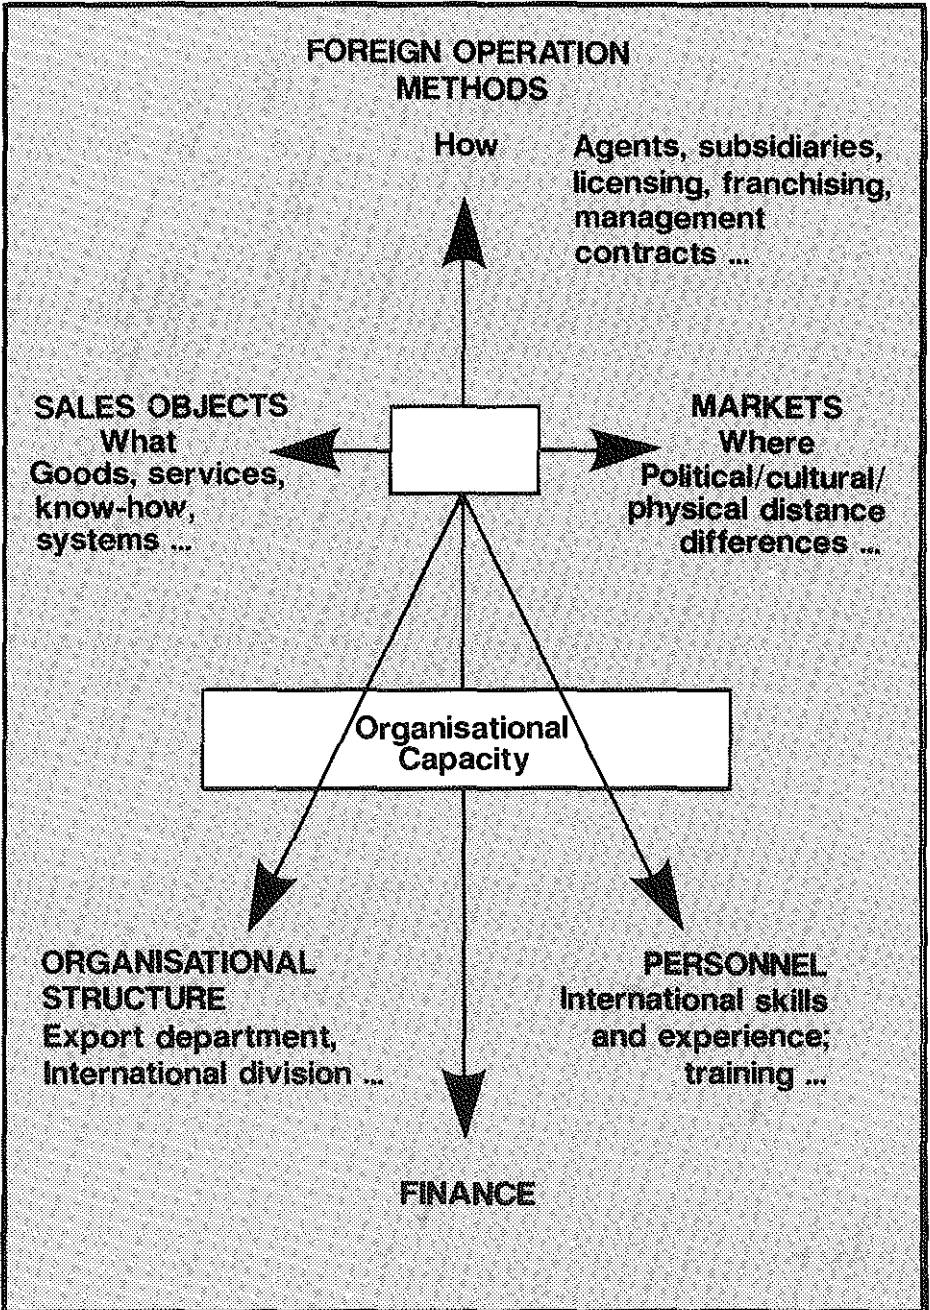 FOREIGN OPERATION
METHODS
How
Agents, subsidiaries,
licensing, franchising,
management
contracts ...
SALES OBJECTS
What
Goods, services,
know-how,
systems ...
MARKETS
Where
Political/cultural/
physical distance
differences ...
Organisational
Capacity
ORGANISATIONAL
STRUCTURE
Export department,
International division ...
PERSONNEL
International skills
and experience;
training ...
FINANCE